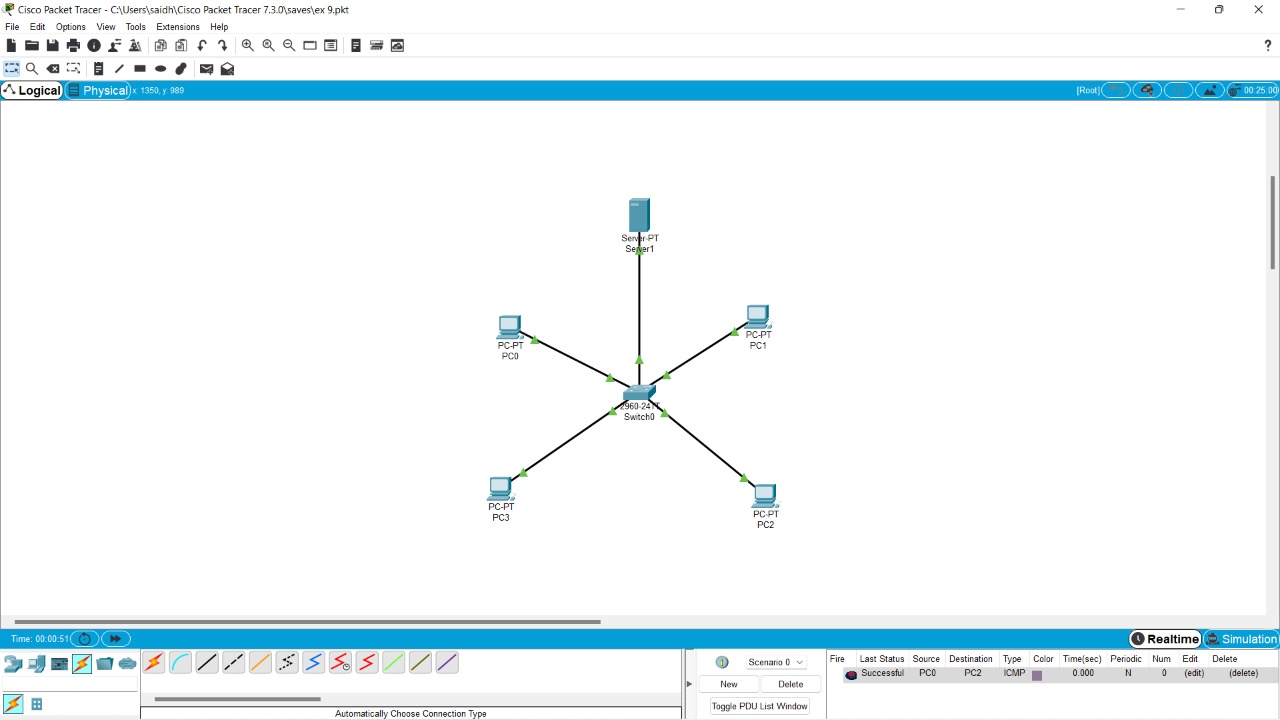 Cisco Packet Tracer - C:\Users\saidh\Cisco Packet Tracer 7.3.0\saves\ex 9.pkt
File Edit Options View Tools Extensions Help
?
Logical Physical x: 1350, y: 989 [Root] 00:25:00
Server-PT
Server1
PC-PT
PC0
PC-PT
PC1
2960-24TT
Switch0
PC-PT
PC3
PC-PT
PC2
Time: 00:00:51 Realtime Simulation
Scenario 0
New Delete
Toggle PDU List Window
Fire Last Status Source Destination Type Color Time(sec) Periodic Num Edit Delete
Successful PC0 PC2 ICMP 0.000 N 0 (edit) (delete)
Automatically Choose Connection Type